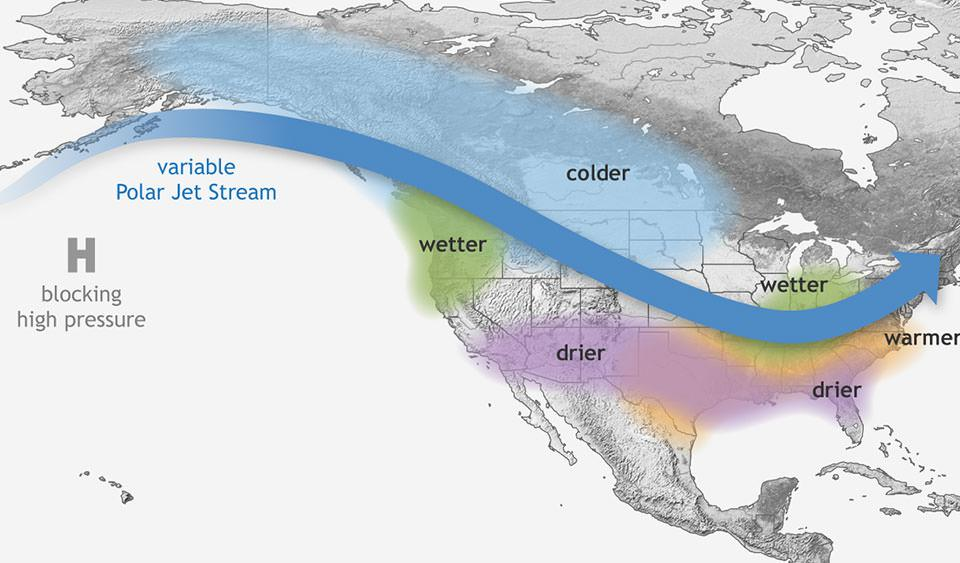 variable
Polar Jet Stream
colder
H
blocking
high pressure
wetter
wetter
warmer
drier
drier